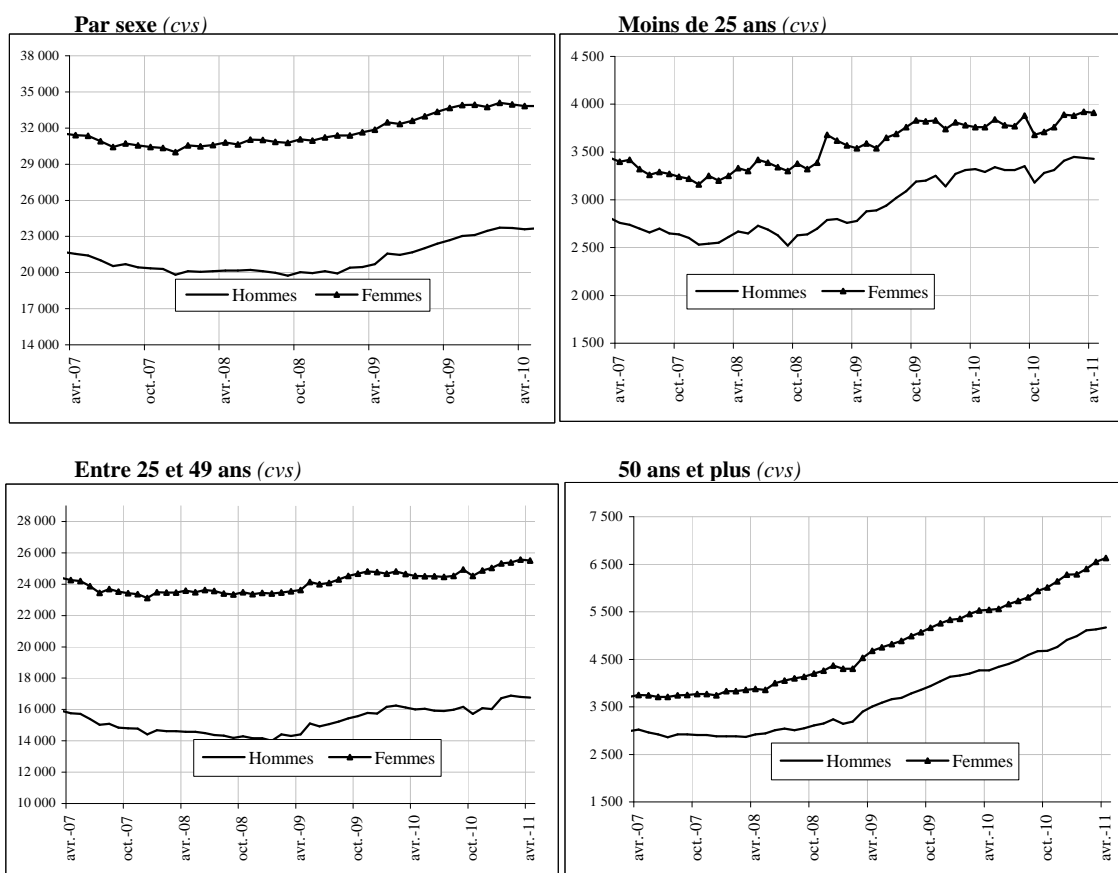 Par sexe (cvs)
38 000
35 000
32 000
29 000
26 000
23 000
20 000
17 000
14 000
Hommes Femmes
avr.-07 oct.-07 avr.-08 oct.-08 avr.-09 oct.-09 avr.-10
Moins de 25 ans (cvs)
4 500
4 000
3 500
3 000
2 500
2 000
1 500
Hommes Femmes
avr.-07 oct.-07 avr.-08 oct.-08 avr.-09 oct.-09 avr.-10 oct.-10 avr.-11
Entre 25 et 49 ans (cvs)
28 000
26 000
24 000
22 000
20 000
18 000
16 000
14 000
12 000
10 000
Hommes Femmes
avr.-07 oct.-07 avr.-08 oct.-08 avr.-09 oct.-09 avr.-10 oct.-10 avr.-11
50 ans et plus (cvs)
7 500
6 500
5 500
4 500
3 500
2 500
1 500
Hommes Femmes
avr.-07 oct.-07 avr.-08 oct.-08 avr.-09 oct.-09 avr.-10 oct.-10 avr.-11